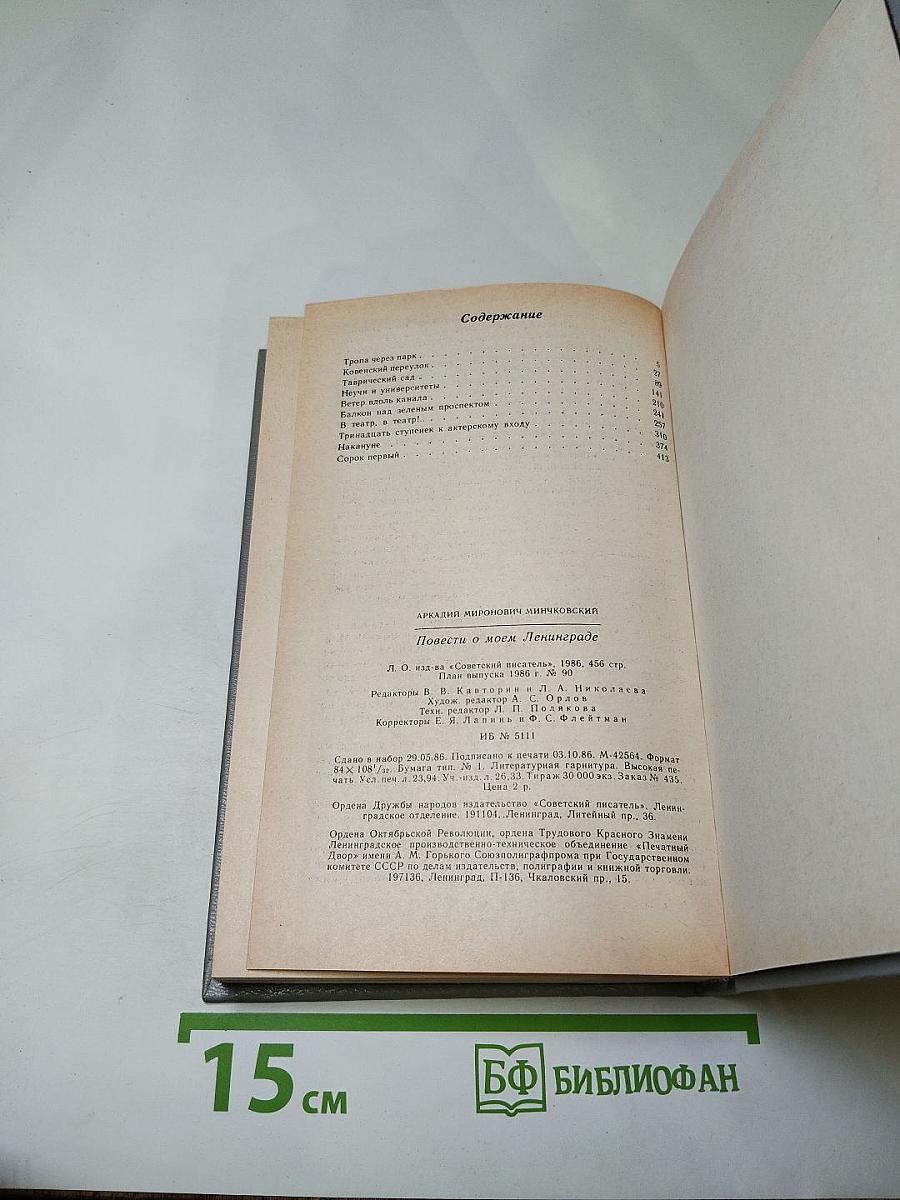 Содержание
Тропа через парк . . . . . . . . . . . . . . . . 5
Ковенский переулок . . . . . . . . . . . . . . . . 27
Таврический сад . . . . . . . . . . . . . . . . 89
Неучи и университеты . . . . . . . . . . . . . . . . 141
Ветер вдоль канала . . . . . . . . . . . . . . . . 210
Балкон над зеленым проспектом . . . . . . . . . . . . 241
В театр, в театр!. . . . . . . . . . . . . . . . 257
Тринадцать ступенек к актерскому входу . . . . . . . . 310
Накануне . . . . . . . . . . . . . . . . 374
Сорок первый . . . . . . . . . . . . . . . . 413
АРКАДИЙ МИРОНОВИЧ МИНЧКОВСКИЙ
Повести о моем Ленинграде
Л. О. изд-ва «Советский писатель», 1986, 456 стр.
План выпуска 1986 г. № 90
Редакторы В. В. Кавторин и Л. А. Николаева
Худож. редактор А. С. Орлов
Техн. редактор Л. П. Полякова
Корректоры Е. Я. Лапинь и Ф. С. Флейтман
ИБ № 5111
Сдано в набор 29.05.86. Подписано к печати 03.10.86. М-42564. Формат
84×108 1/32. Бумага тип. № 1. Литературная гарнитура. Высокая пе-
чать. Усл. печ. л. 23,94. Уч.-изд. л. 26,33. Тираж 30 000 экз. Заказ № 435.
Цена 2 р.
Ордена Дружбы народов издательство «Советский писатель». Ленин-
градское отделение. 191104, Ленинград, Литейный пр., 36.
Ордена Октябрьской Революции, ордена Трудового Красного Знамени
Ленинградское производственно-техническое объединение «Печатный
Двор» имени А. М. Горького Союзполиграфпрома при Государственном
комитете СССР по делам издательств, полиграфии и книжной торговли.
197136, Ленинград, П-136, Чкаловский пр., 15.
15 см
БФ БИБЛИОФАН